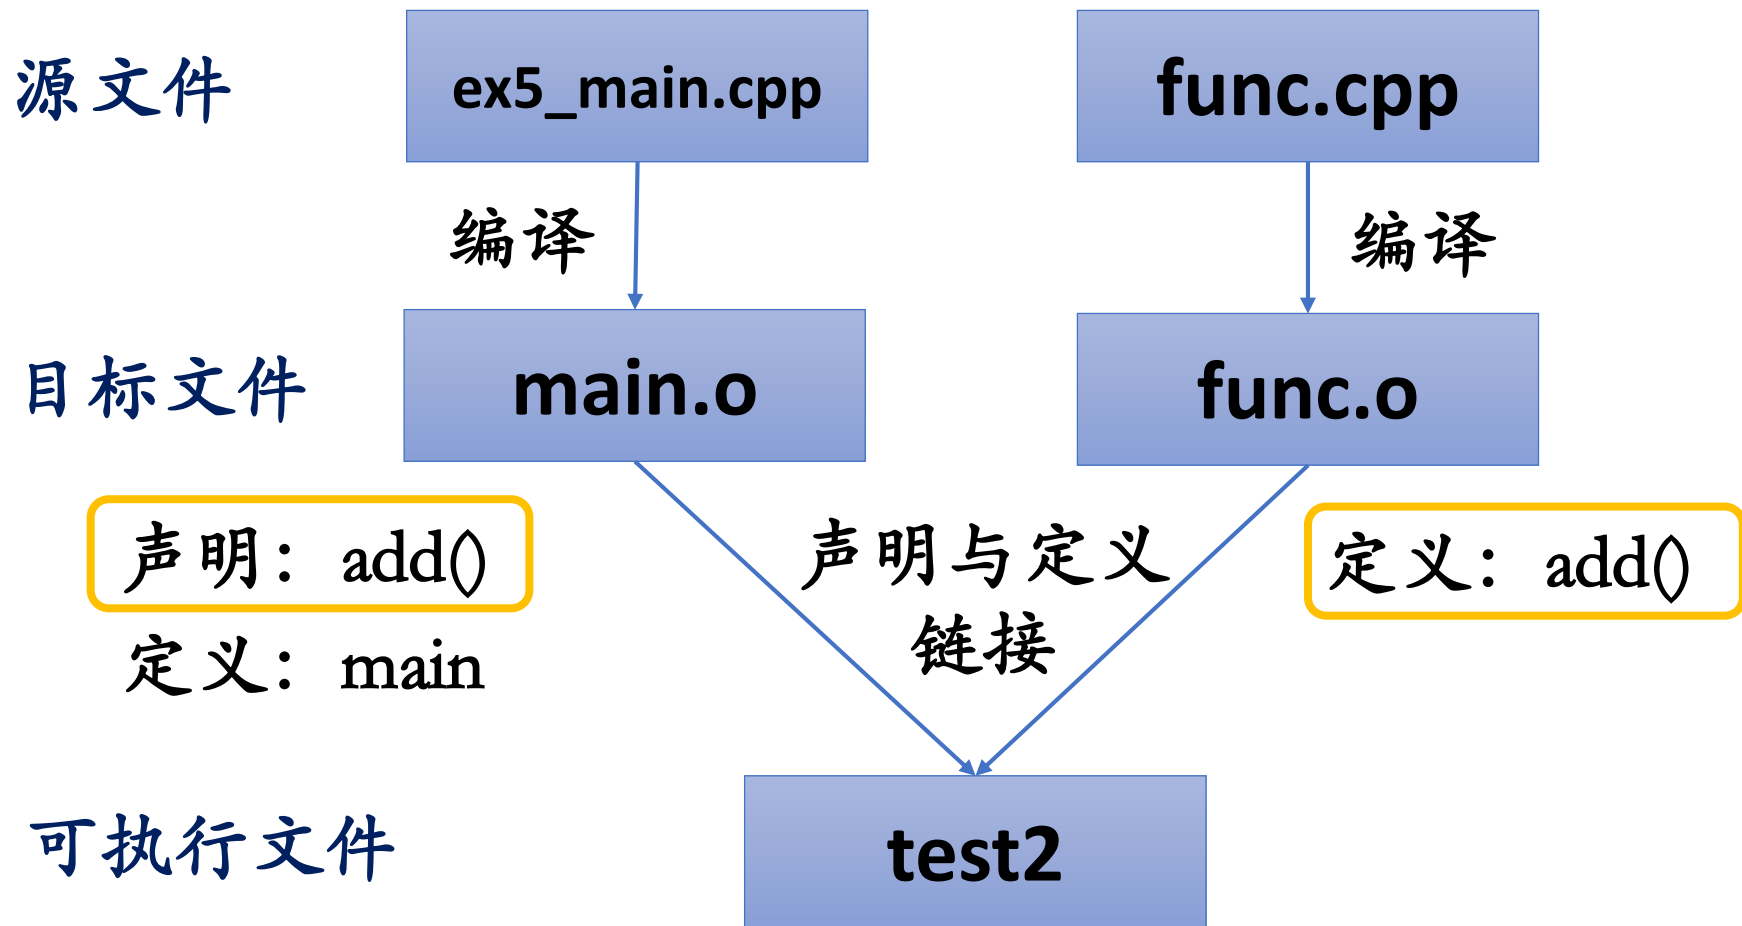 源文件
ex5_main.cpp
func.cpp
编译
编译
目标文件
main.o
func.o
声明：add()
声明与定义
链接
定义：add()
定义：main
可执行文件
test2